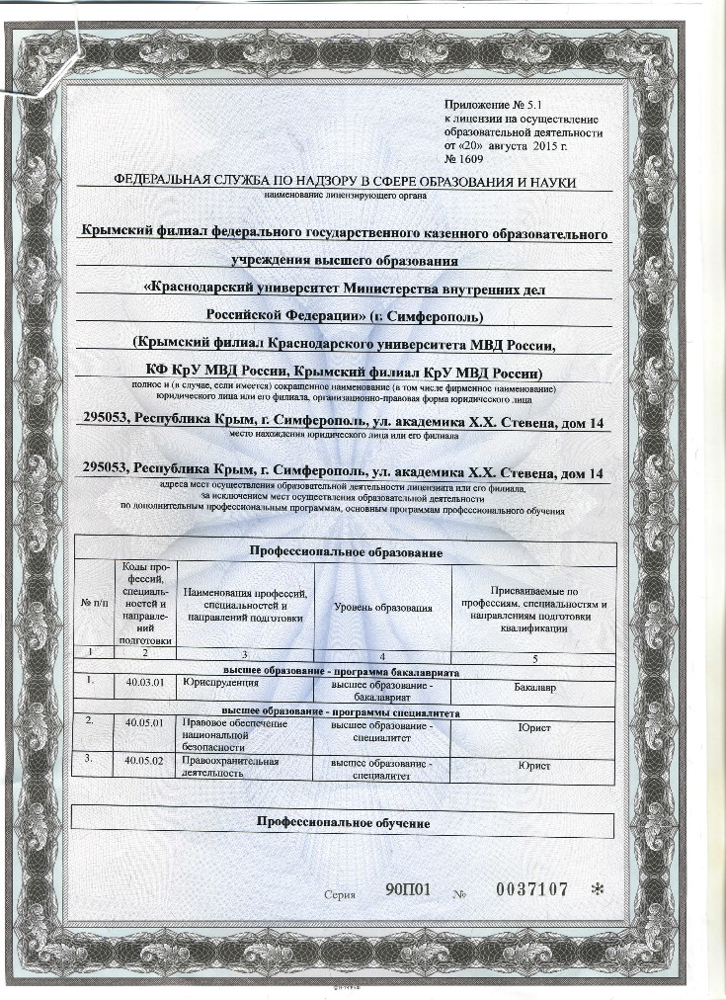 Приложение № 5.1
к лицензии на осуществление
образовательной деятельности
от «20» августа 2015 г.
№ 1609
ФЕДЕРАЛЬНАЯ СЛУЖБА ПО НАДЗОРУ В СФЕРЕ ОБРАЗОВАНИЯ И НАУКИ
наименование лицензирующего органа
Крымский филиал федерального государственного казенного образовательного
учреждения высшего образования
«Краснодарский университет Министерства внутренних дел
Российской Федерации» (г. Симферополь)
(Крымский филиал Краснодарского университета МВД России,
КФ КрУ МВД России, Крымский филиал КрУ МВД России)
полное и (в случае, если имеется) сокращенное наименование (в том числе фирменное наименование)
юридического лица или его филиала, организационно-правовая форма юридического лица
295053, Республика Крым, г. Симферополь, ул. академика Х.Х. Стевена, дом 14
место нахождения юридического лица или его филиала
295053, Республика Крым, г. Симферополь, ул. академика Х.Х. Стевена, дом 14
адреса мест осуществления образовательной деятельности лицензиата или его филиала,
за исключением мест осуществления образовательной деятельности
по дополнительным профессиональным программам, основным программам профессионального обучения
Профессиональное образование
№ п/п
Коды про-
фессий,
специаль-
ностей и
направле-
ний
подготовки
Наименования профессий,
специальностей и
направлений подготовки
Уровень образования
Присваиваемые по
профессиям, специальностям и
направлениям подготовки
квалификации
1 2 3 4 5
высшее образование - программа бакалавриата
1. 40.03.01 Юриспруденция высшее образование - Бакалавр
бакалавриат
высшее образование - программы специалитета
2. 40.05.01 Правовое обеспечение высшее образование - Юрист
национальной специалитет
безопасности
3. 40.05.02 Правоохранительная высшее образование - Юрист
деятельность специалитет
Профессиональное обучение
Серия 90П01 № 0037107 *